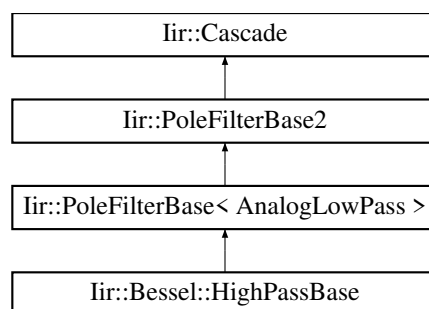 Iir::Cascade
Iir::PoleFilterBase2
Iir::PoleFilterBase< AnalogLowPass >
Iir::Bessel::HighPassBase